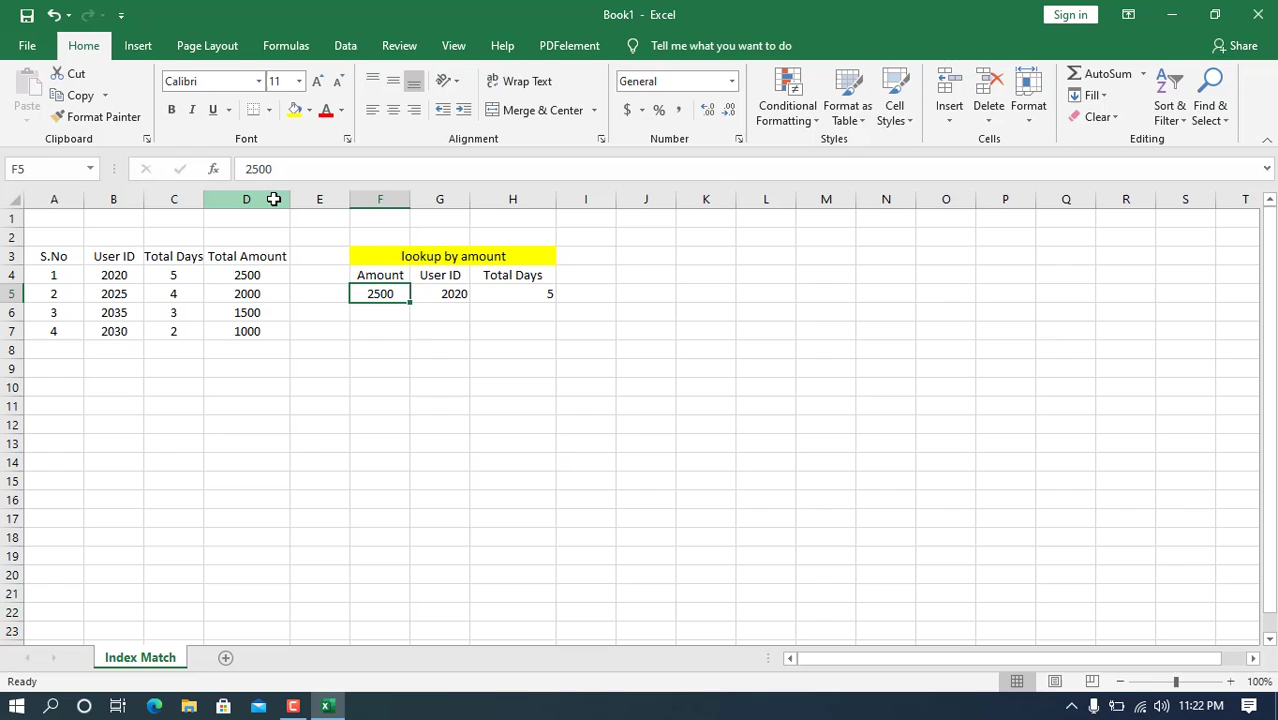 Book1 - Excel
Sign in
File Home Insert Page Layout Formulas Data Review View Help PDFelement Tell me what you want to do Share
Paste
Cut
Copy
Format Painter
Clipboard
Calibri 11
B I U
Font
Wrap Text
Merge & Center
Alignment
General
$ % ,
Number
Conditional Formatting
Format as Table
Cell Styles
Styles
Insert
Delete
Format
Cells
AutoSum
Fill
Clear
Sort & Filter
Find & Select
Editing
F5 fx 2500
A B C D E F G H I J K L M N O P Q R S T
1
2
3 S.No User ID Total Days Total Amount lookup by amount
4 1 2020 5 2500 Amount User ID Total Days
5 2 2025 4 2000 2500 2020 5
6 3 2035 3 1500
7 4 2030 2 1000
8
9
10
11
12
13
14
15
16
17
18
19
20
21
22
23
Index Match
Ready
100%
11:22 PM